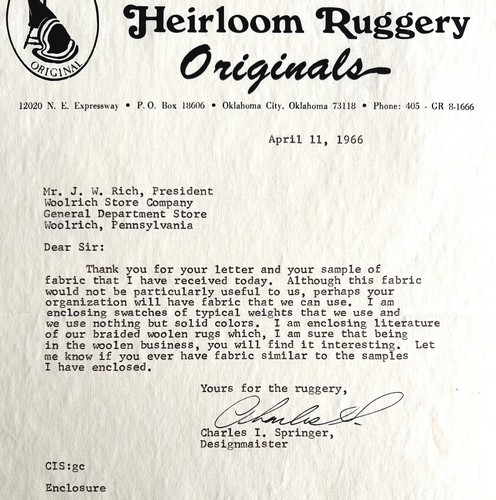 ORIGINAL
Heirloom Ruggery
Originals
12020 N. E. Expressway • P. O. Box 18606 • Oklahoma City, Oklahoma 73118 • Phone: 405 - GR 8-1666
April 11, 1966
Mr. J. W. Rich, President
Woolrich Store Company
General Department Store
Woolrich, Pennsylvania
Dear Sir:
Thank you for your letter and your sample of
fabric that I have received today. Although this fabric
would not be particularly useful to us, perhaps your
organization will have fabric that we can use. I am
enclosing swatches of typical weights that we use and
we use nothing but solid colors. I am enclosing literature
of our braided woolen rugs which, I am sure that being
in the woolen business, you will find it interesting. Let
me know if you ever have fabric similar to the samples
I have enclosed.
Yours for the ruggery,
Charles I. Springer,
Designmaister
CIS:gc
Enclosure